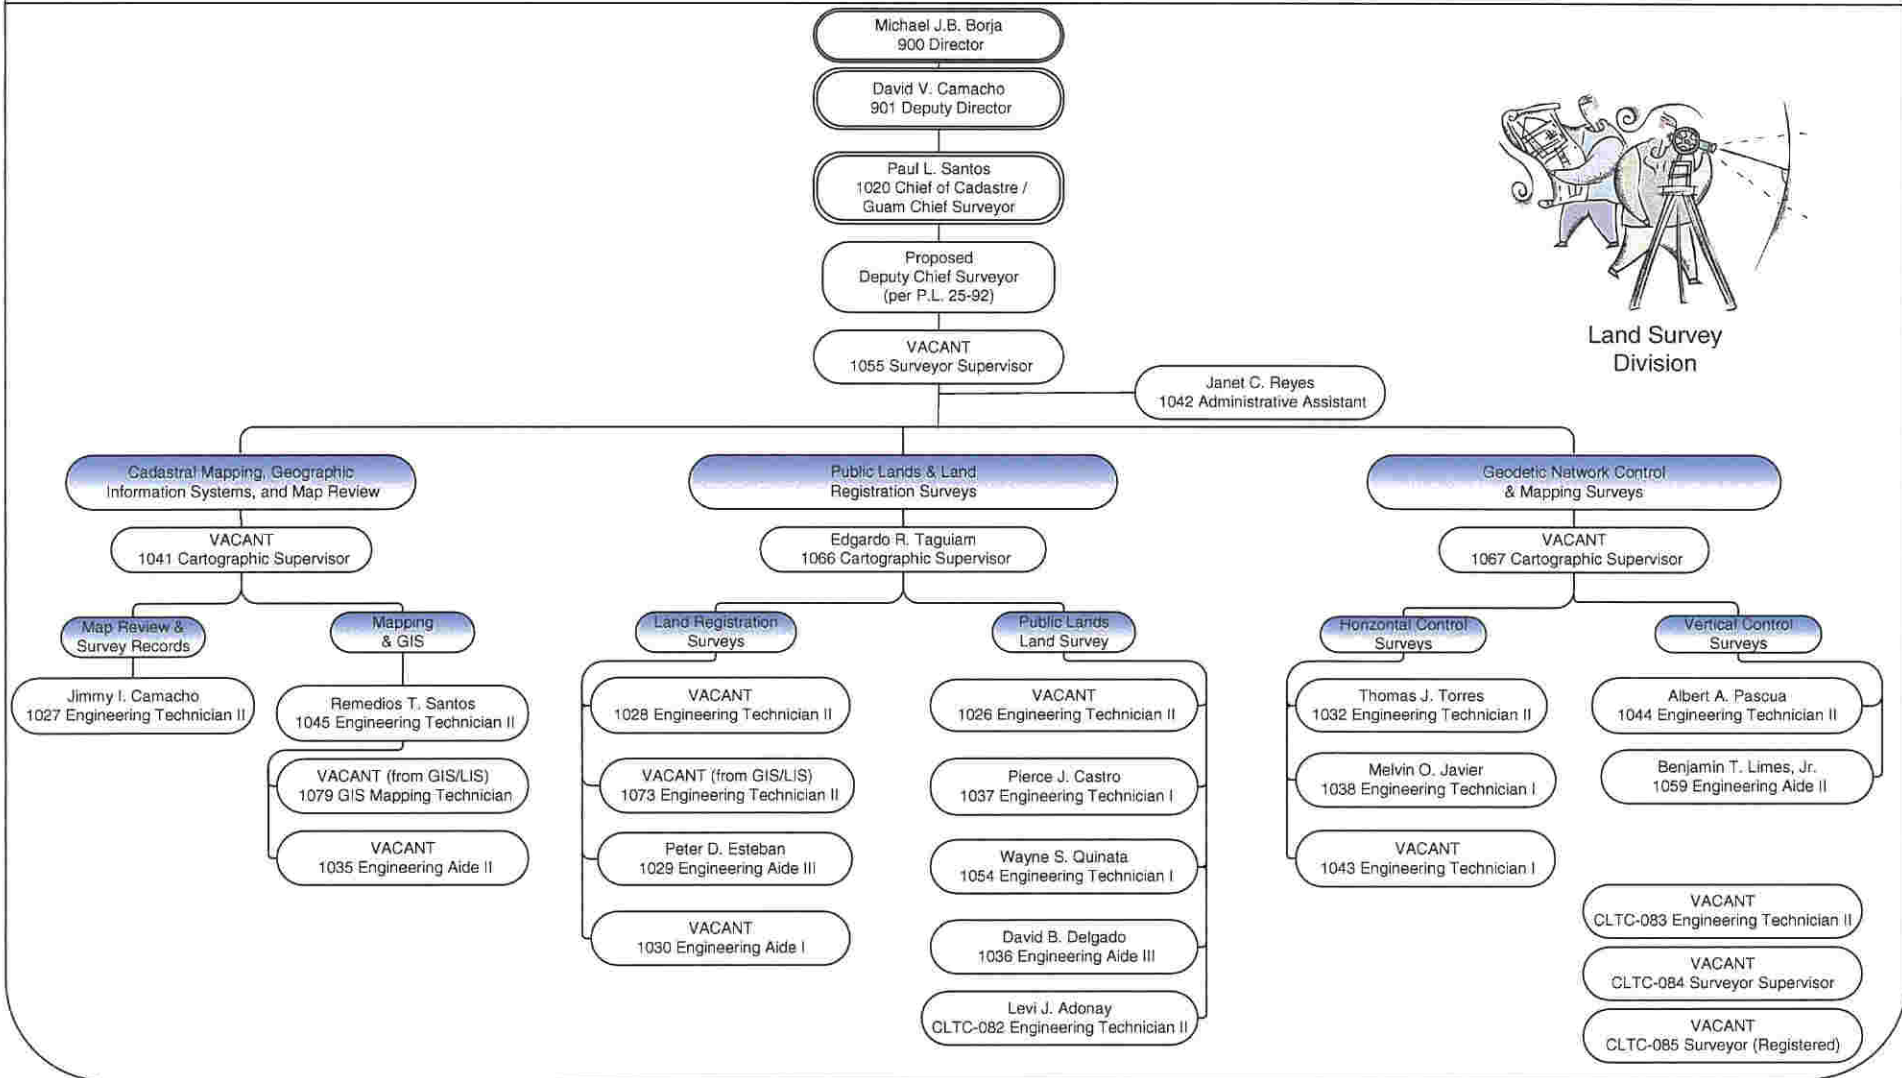 Michael J.B. Borja
900 Director
David V. Camacho
901 Deputy Director
Paul L. Santos
1020 Chief of Cadastre /
Guam Chief Surveyor
Proposed
Deputy Chief Surveyor
(per P.L. 25-92)
VACANT
1055 Surveyor Supervisor
Land Survey
Division
Janet C. Reyes
1042 Administrative Assistant
Cadastral Mapping, Geographic
Information Systems, and Map Review
VACANT
1041 Cartographic Supervisor
Map Review &
Survey Records
Jimmy I. Camacho
1027 Engineering Technician II
Mapping
& GIS
Remedios T. Santos
1045 Engineering Technician II
VACANT (from GIS/LIS)
1079 GIS Mapping Technician
VACANT
1035 Engineering Aide II
Public Lands & Land
Registration Surveys
Edgardo R. Taguiam
1066 Cartographic Supervisor
Land Registration
Surveys
VACANT
1028 Engineering Technician II
VACANT (from GIS/LIS)
1073 Engineering Technician II
Peter D. Esteban
1029 Engineering Aide III
VACANT
1030 Engineering Aide I
Public Lands
Land Survey
VACANT
1026 Engineering Technician II
Pierce J. Castro
1037 Engineering Technician I
Wayne S. Quinata
1054 Engineering Technician I
David B. Delgado
1036 Engineering Aide III
Levi J. Adonay
CLTC-082 Engineering Technician II
Geodetic Network Control
& Mapping Surveys
VACANT
1067 Cartographic Supervisor
Horizontal Control
Surveys
Thomas J. Torres
1032 Engineering Technician II
Melvin O. Javier
1038 Engineering Technician I
VACANT
1043 Engineering Technician I
Vertical Control
Surveys
Albert A. Pascua
1044 Engineering Technician II
Benjamin T. Limes, Jr.
1059 Engineering Aide II
VACANT
CLTC-083 Engineering Technician II
VACANT
CLTC-084 Surveyor Supervisor
VACANT
CLTC-085 Surveyor (Registered)